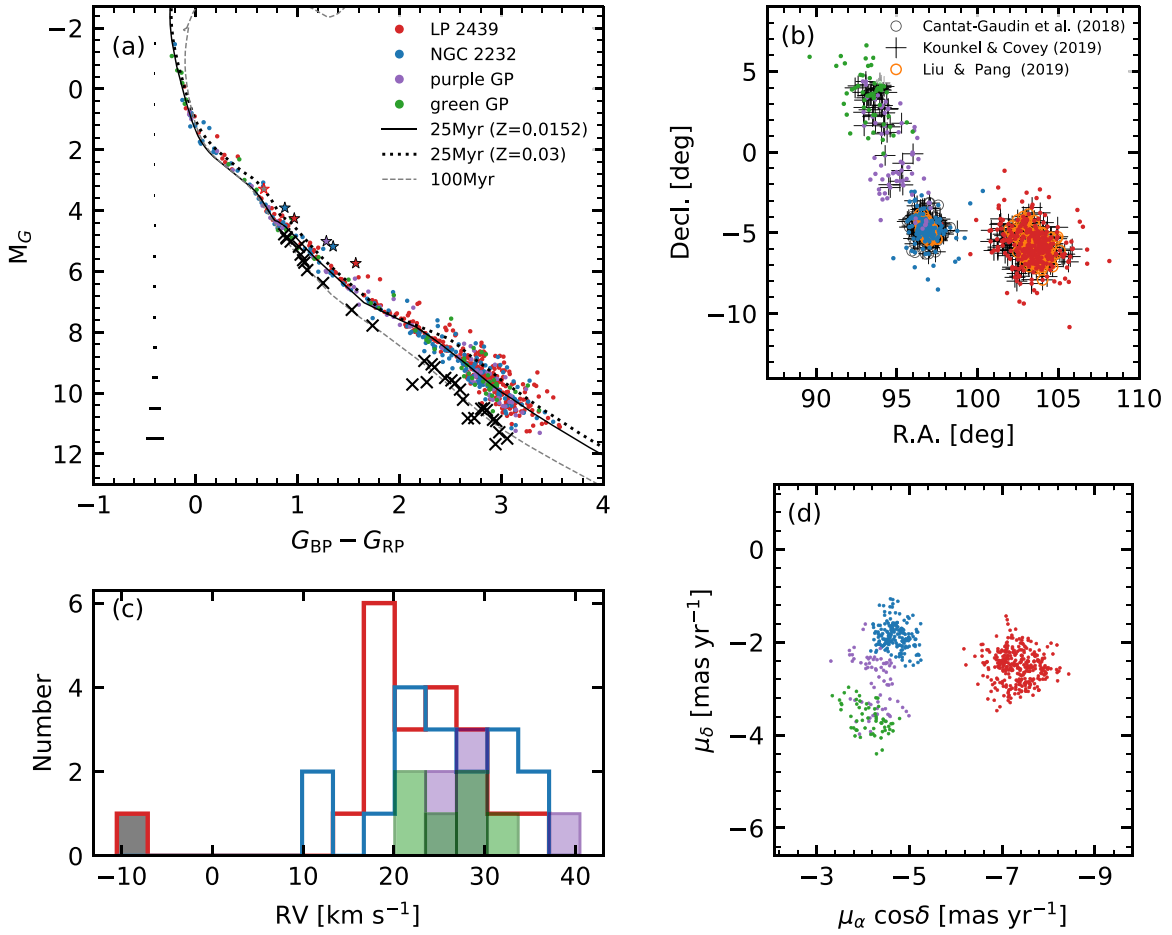 (a)
LP 2439
NGC 2232
purple GP
green GP
25Myr (Z=0.0152)
25Myr (Z=0.03)
100Myr
−2
0
2
4
6
8
10
12
M_G
−1
0
1
2
3
4
G_BP − G_RP
(b)
Cantat-Gaudin et al. (2018)
Kounkel & Covey (2019)
Liu & Pang (2019)
10
5
0
−5
−10
Decl. [deg]
90
95
100
105
110
R.A. [deg]
(c)
6
4
2
0
Number
−10
0
10
20
30
40
RV [km s⁻¹]
(d)
0
−2
−4
−6
μ_δ [mas yr⁻¹]
−3
−5
−7
−9
μ_α cosδ [mas yr⁻¹]